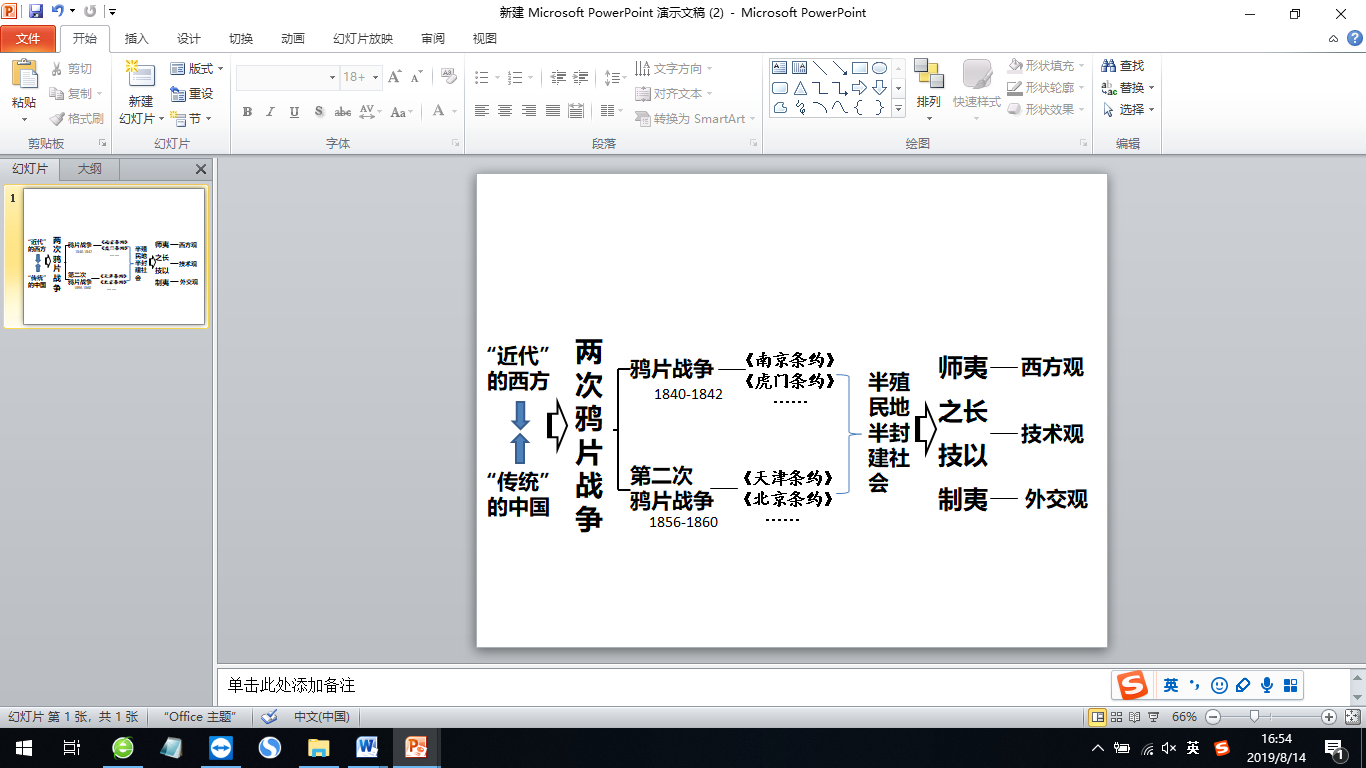 新建 Microsoft PowerPoint 演示文稿 (2) - Microsoft PowerPoint
文件 开始 插入 设计 切换 动画 幻灯片放映 审阅 视图
粘贴
剪切
复制
格式刷
剪贴板
新建
幻灯片
版式
重设
节
幻灯片
18+
B I U S abc AV Aa A
字体
文字方向
对齐文本
转换为 SmartArt
段落
排列
快速样式
形状填充
形状轮廓
形状效果
绘图
查找
替换
选择
编辑
幻灯片 大纲
1
“近代”
的西方
“传统”
的中国
两次鸦片战争
鸦片战争
1840-1842
第二次
鸦片战争
1856-1860
《南京条约》
《虎门条约》
……
《天津条约》
《北京条约》
……
半殖
民地
半封
建社
会
师夷
之长
技以
制夷
西方观
技术观
外交观
单击此处添加备注
英
幻灯片 第 1 张，共 1 张 “Office 主题” 中文(中国) 66%
英
16:54
2019/8/14
1